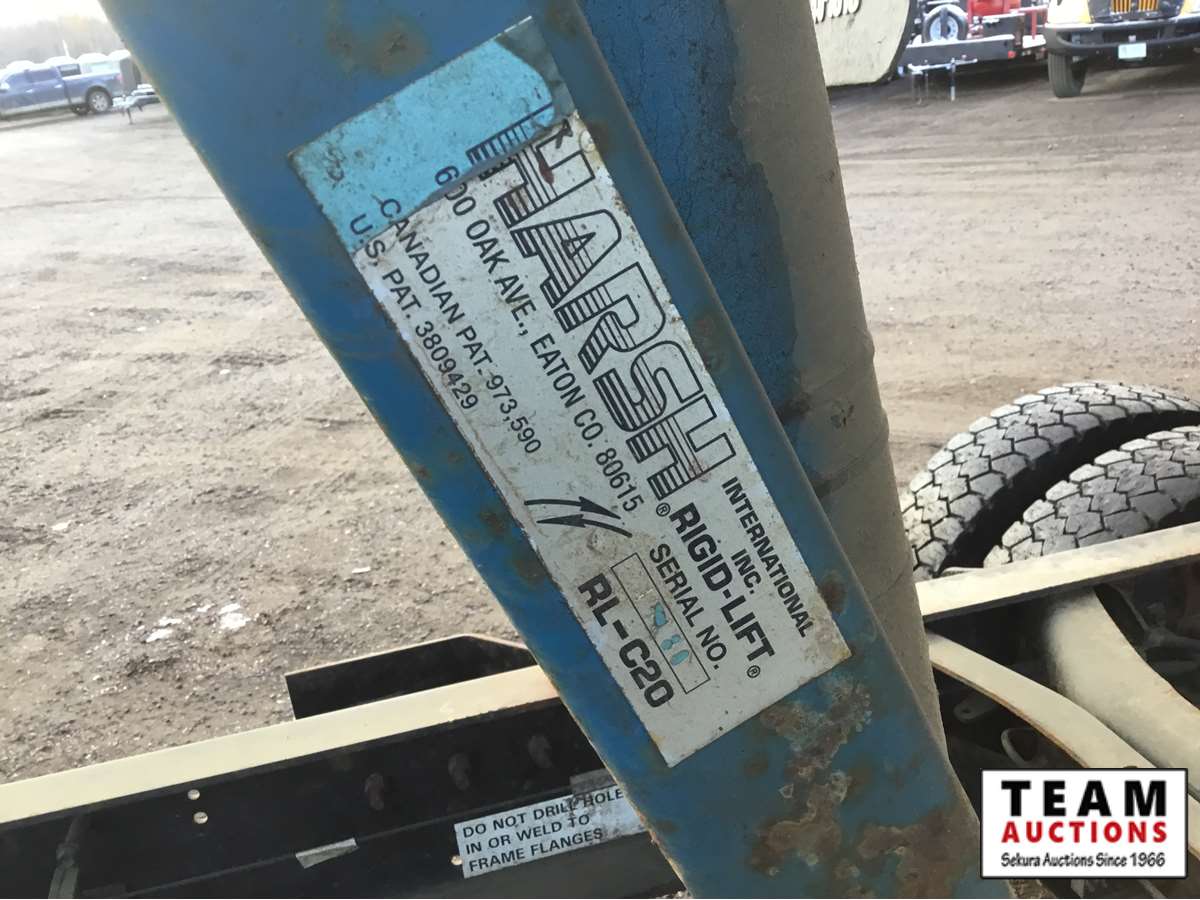 HARSH
INTERNATIONAL
INC.
RIGID-LIFT®
600 OAK AVE., EATON CO. 80615
SERIAL NO.
CANADIAN PAT. 973,590
U.S. PAT. 3809429
RL-C20
DO NOT DRILL HOLE
IN OR WELD TO
FRAME FLANGES
TEAM
AUCTIONS
Sekura Auctions Since 1966